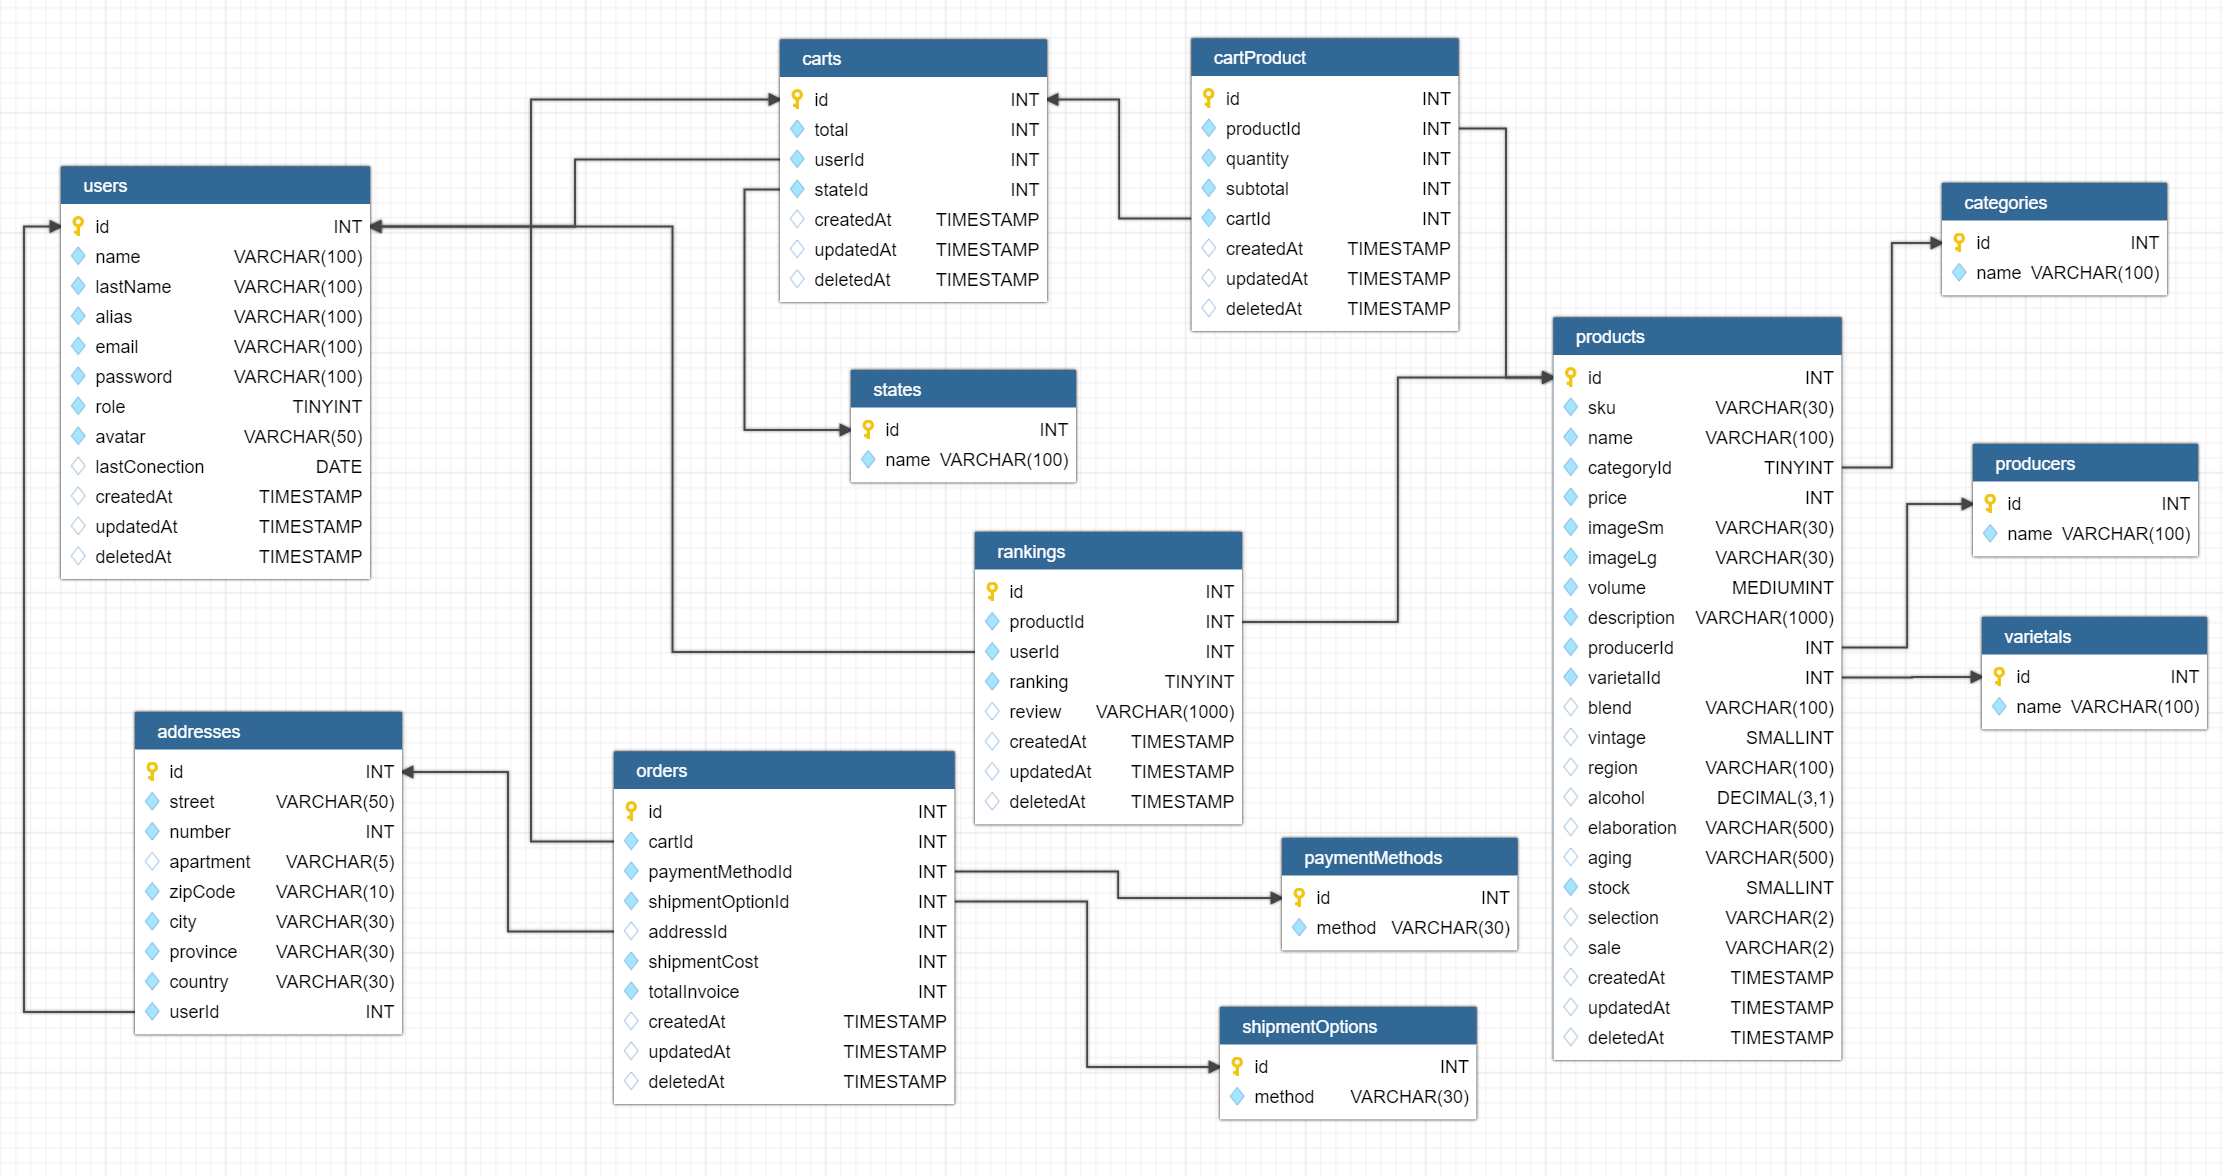 carts
id INT
total INT
userId INT
stateId INT
createdAt TIMESTAMP
updatedAt TIMESTAMP
deletedAt TIMESTAMP
cartProduct
id INT
productId INT
quantity INT
subtotal INT
cartId INT
createdAt TIMESTAMP
updatedAt TIMESTAMP
deletedAt TIMESTAMP
users
id INT
name VARCHAR(100)
lastName VARCHAR(100)
alias VARCHAR(100)
email VARCHAR(100)
password VARCHAR(100)
role TINYINT
avatar VARCHAR(50)
lastConection DATE
createdAt TIMESTAMP
updatedAt TIMESTAMP
deletedAt TIMESTAMP
categories
id INT
name VARCHAR(100)
products
id INT
sku VARCHAR(30)
name VARCHAR(100)
categoryId TINYINT
price INT
imageSm VARCHAR(30)
imageLg VARCHAR(30)
volume MEDIUMINT
description VARCHAR(1000)
producerId INT
varietalId INT
blend VARCHAR(100)
vintage SMALLINT
region VARCHAR(100)
alcohol DECIMAL(3,1)
elaboration VARCHAR(500)
aging VARCHAR(500)
stock SMALLINT
selection VARCHAR(2)
sale VARCHAR(2)
createdAt TIMESTAMP
updatedAt TIMESTAMP
deletedAt TIMESTAMP
states
id INT
name VARCHAR(100)
producers
id INT
name VARCHAR(100)
rankings
id INT
productId INT
userId INT
ranking TINYINT
review VARCHAR(1000)
createdAt TIMESTAMP
updatedAt TIMESTAMP
deletedAt TIMESTAMP
varietals
id INT
name VARCHAR(100)
addresses
id INT
street VARCHAR(50)
number INT
apartment VARCHAR(5)
zipCode VARCHAR(10)
city VARCHAR(30)
province VARCHAR(30)
country VARCHAR(30)
userId INT
orders
id INT
cartId INT
paymentMethodId INT
shipmentOptionId INT
addressId INT
shipmentCost INT
totalInvoice INT
createdAt TIMESTAMP
updatedAt TIMESTAMP
deletedAt TIMESTAMP
paymentMethods
id INT
method VARCHAR(30)
shipmentOptions
id INT
method VARCHAR(30)